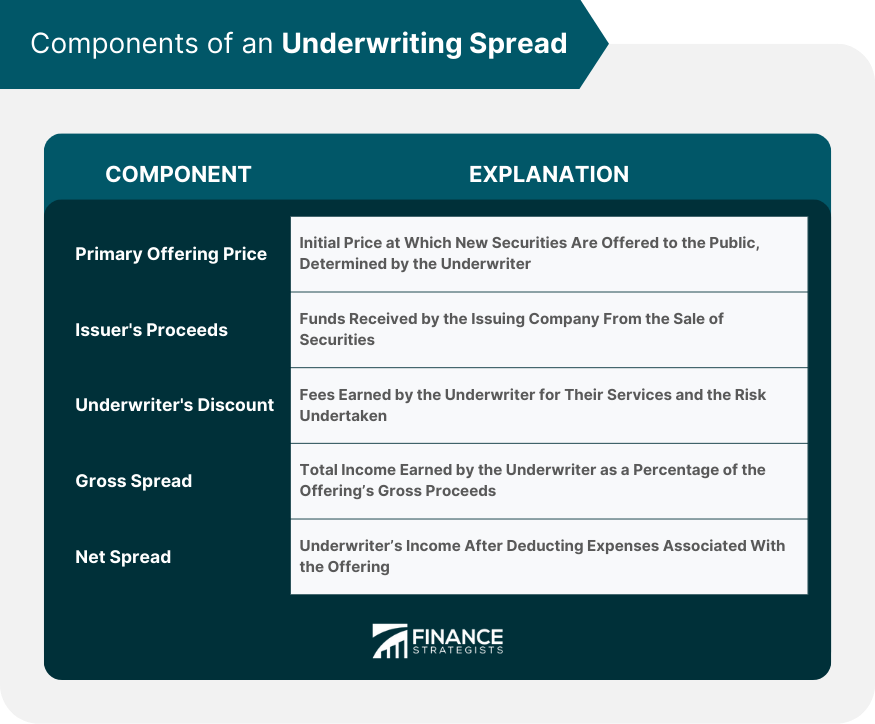 Components of an Underwriting Spread
COMPONENT
EXPLANATION
Primary Offering Price
Initial Price at Which New Securities Are Offered to the Public,
Determined by the Underwriter
Issuer's Proceeds
Funds Received by the Issuing Company From the Sale of
Securities
Underwriter's Discount
Fees Earned by the Underwriter for Their Services and the Risk
Undertaken
Gross Spread
Total Income Earned by the Underwriter as a Percentage of the
Offering’s Gross Proceeds
Net Spread
Underwriter’s Income After Deducting Expenses Associated With
the Offering
FINANCE
STRATEGISTS